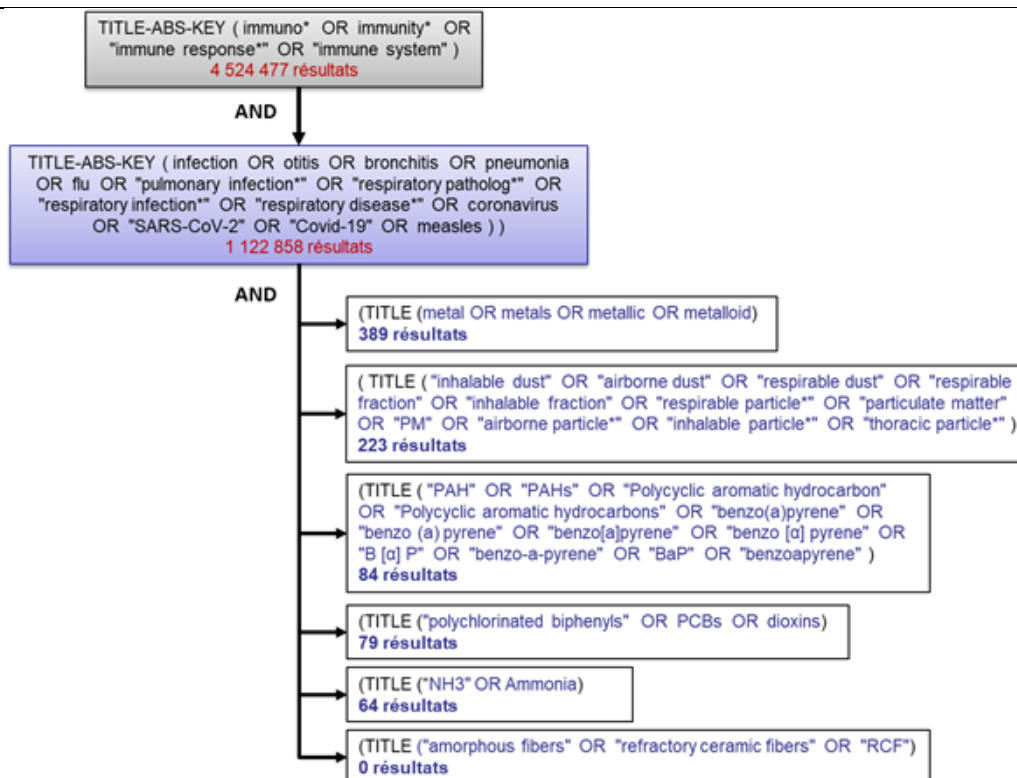 TITLE-ABS-KEY ( immuno* OR immunity* OR
"immune response*" OR "immune system" )
4 524 477 résultats
AND
TITLE-ABS-KEY ( infection OR otitis OR bronchitis OR pneumonia
OR flu OR "pulmonary infection*" OR "respiratory patholog*" OR
"respiratory infection*" OR "respiratory disease*" OR coronavirus
OR "SARS-CoV-2" OR "Covid-19" OR measles ) )
1 122 858 résultats
AND
(TITLE (metal OR metals OR metallic OR metalloid)
389 résultats
( TITLE ( "inhalable dust" OR "airborne dust" OR "respirable dust" OR "respirable
fraction" OR "inhalable fraction" OR "respirable particle*" OR "particulate matter"
OR "PM" OR "airborne particle*" OR "inhalable particle*" OR "thoracic particle*" )
223 résultats
(TITLE ( "PAH" OR "PAHs" OR "Polycyclic aromatic hydrocarbon"
OR "Polycyclic aromatic hydrocarbons" OR "benzo(a)pyrene" OR
"benzo (a) pyrene" OR "benzo[a]pyrene" OR "benzo [α] pyrene" OR
"B [α] P" OR "benzo-a-pyrene" OR "BaP" OR "benzoapyrene" )
84 résultats
(TITLE ("polychlorinated biphenyls" OR PCBs OR dioxins)
79 résultats
(TITLE ("NH3" OR Ammonia)
64 résultats
(TITLE ("amorphous fibers" OR "refractory ceramic fibers" OR "RCF")
0 résultats